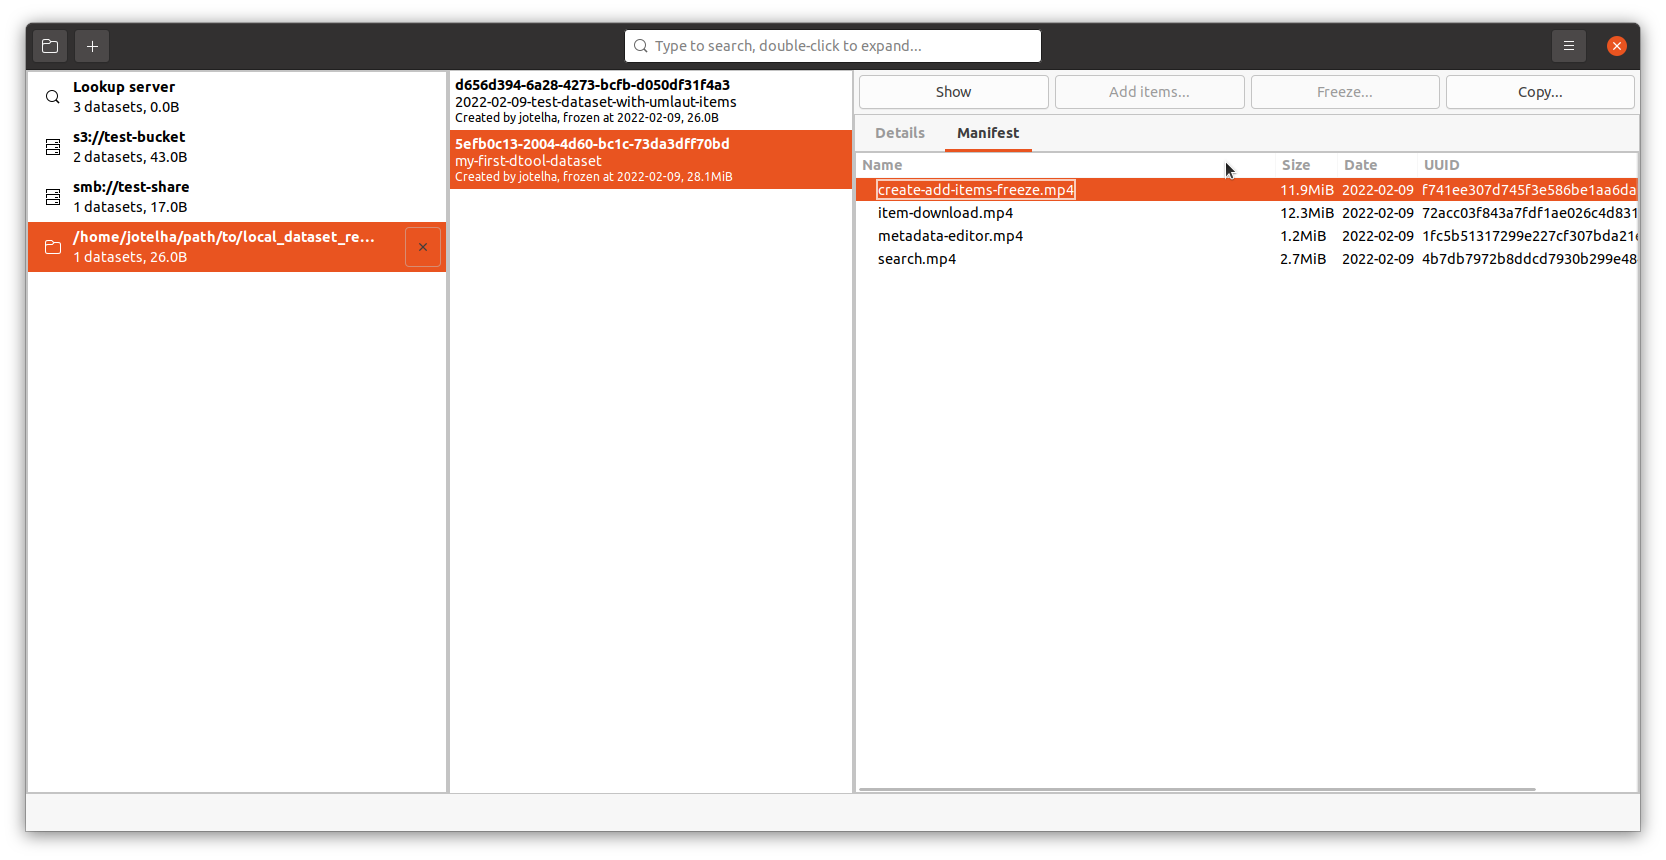 Type to search, double-click to expand...
Lookup server
3 datasets, 0.0B
s3://test-bucket
2 datasets, 43.0B
smb://test-share
1 datasets, 17.0B
/home/jotelha/path/to/local_dataset_re...
1 datasets, 26.0B
d656d394-6a28-4273-bcfb-d050df31f4a3
2022-02-09-test-dataset-with-umlaut-items
Created by jotelha, frozen at 2022-02-09, 26.0B
5efb0c13-2004-4d60-bc1c-73da3dff70bd
my-first-dtool-dataset
Created by jotelha, frozen at 2022-02-09, 28.1MiB
Show Add items... Freeze... Copy...
Details Manifest
Name Size Date UUID
create-add-items-freeze.mp4 11.9MiB 2022-02-09 f741ee307d745f3e586be1aa6da
item-download.mp4 12.3MiB 2022-02-09 72acc03f843a7fdf1ae026c4d831
metadata-editor.mp4 1.2MiB 2022-02-09 1fc5b51317299e227cf307bda21
search.mp4 2.7MiB 2022-02-09 4b7db7972b8ddcd7930b299e48